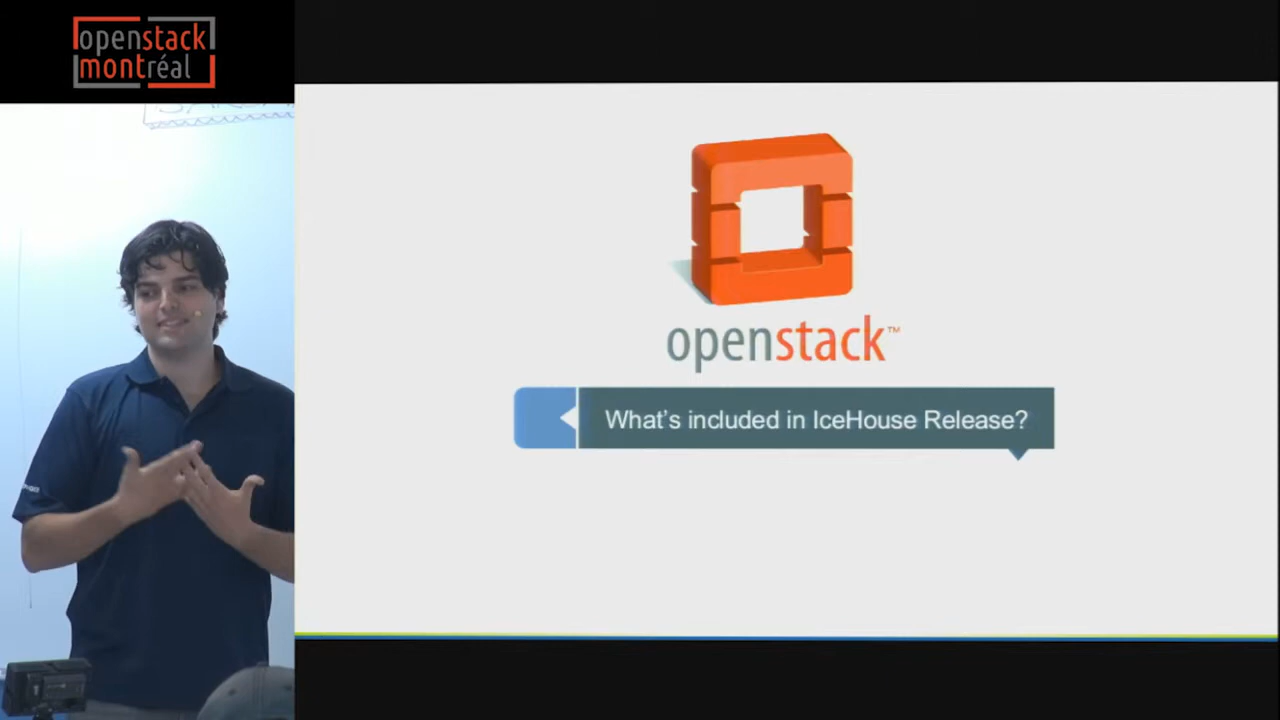 openstack
montréal
openstack™
What's included in IceHouse Release?